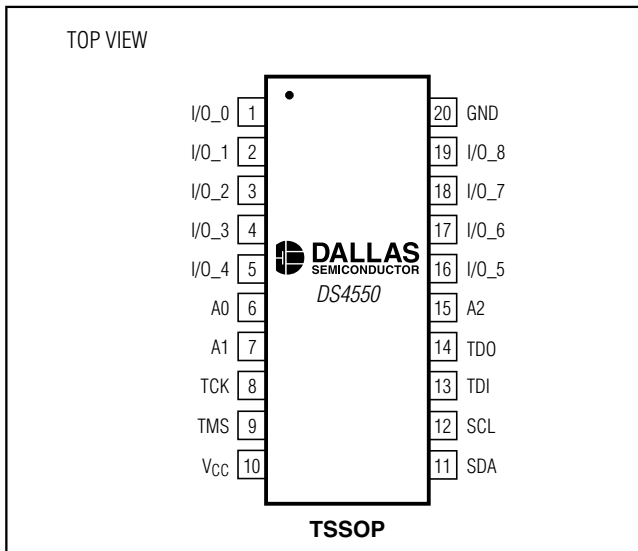 TOP VIEW
I/O_0 1 20 GND
I/O_1 2 19 I/O_8
I/O_2 3 18 I/O_7
I/O_3 4 17 I/O_6
I/O_4 5 16 I/O_5
DALLAS
SEMICONDUCTOR
DS4550
A0 6 15 A2
A1 7 14 TDO
TCK 8 13 TDI
TMS 9 12 SCL
VCC 10 11 SDA
TSSOP